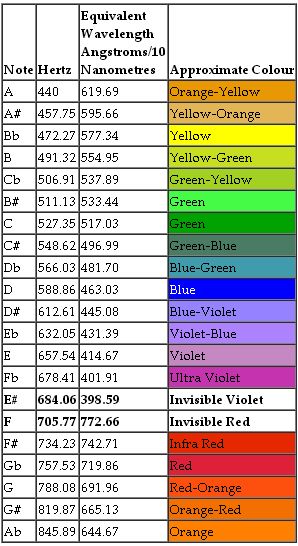 Equivalent
Wavelength
Angstroms/10
Note Hertz Nanometres Approximate Colour
A 440 619.69 Orange-Yellow
A# 457.75 595.66 Yellow-Orange
Bb 472.27 577.34 Yellow
B 491.32 554.95 Yellow-Green
Cb 506.91 537.89 Green-Yellow
B# 511.13 533.44 Green
C 527.35 517.03 Green
C# 548.62 496.99 Green-Blue
Db 566.03 481.70 Blue-Green
D 588.86 463.03 Blue
D# 612.61 445.08 Blue-Violet
Eb 632.05 431.39 Violet-Blue
E 657.54 414.67 Violet
Fb 678.41 401.91 Ultra Violet
E# 684.06 398.59 Invisible Violet
F 705.77 772.66 Invisible Red
F# 734.23 742.71 Infra Red
Gb 757.53 719.86 Red
G 788.08 691.96 Red-Orange
G# 819.87 665.13 Orange-Red
Ab 845.89 644.67 Orange